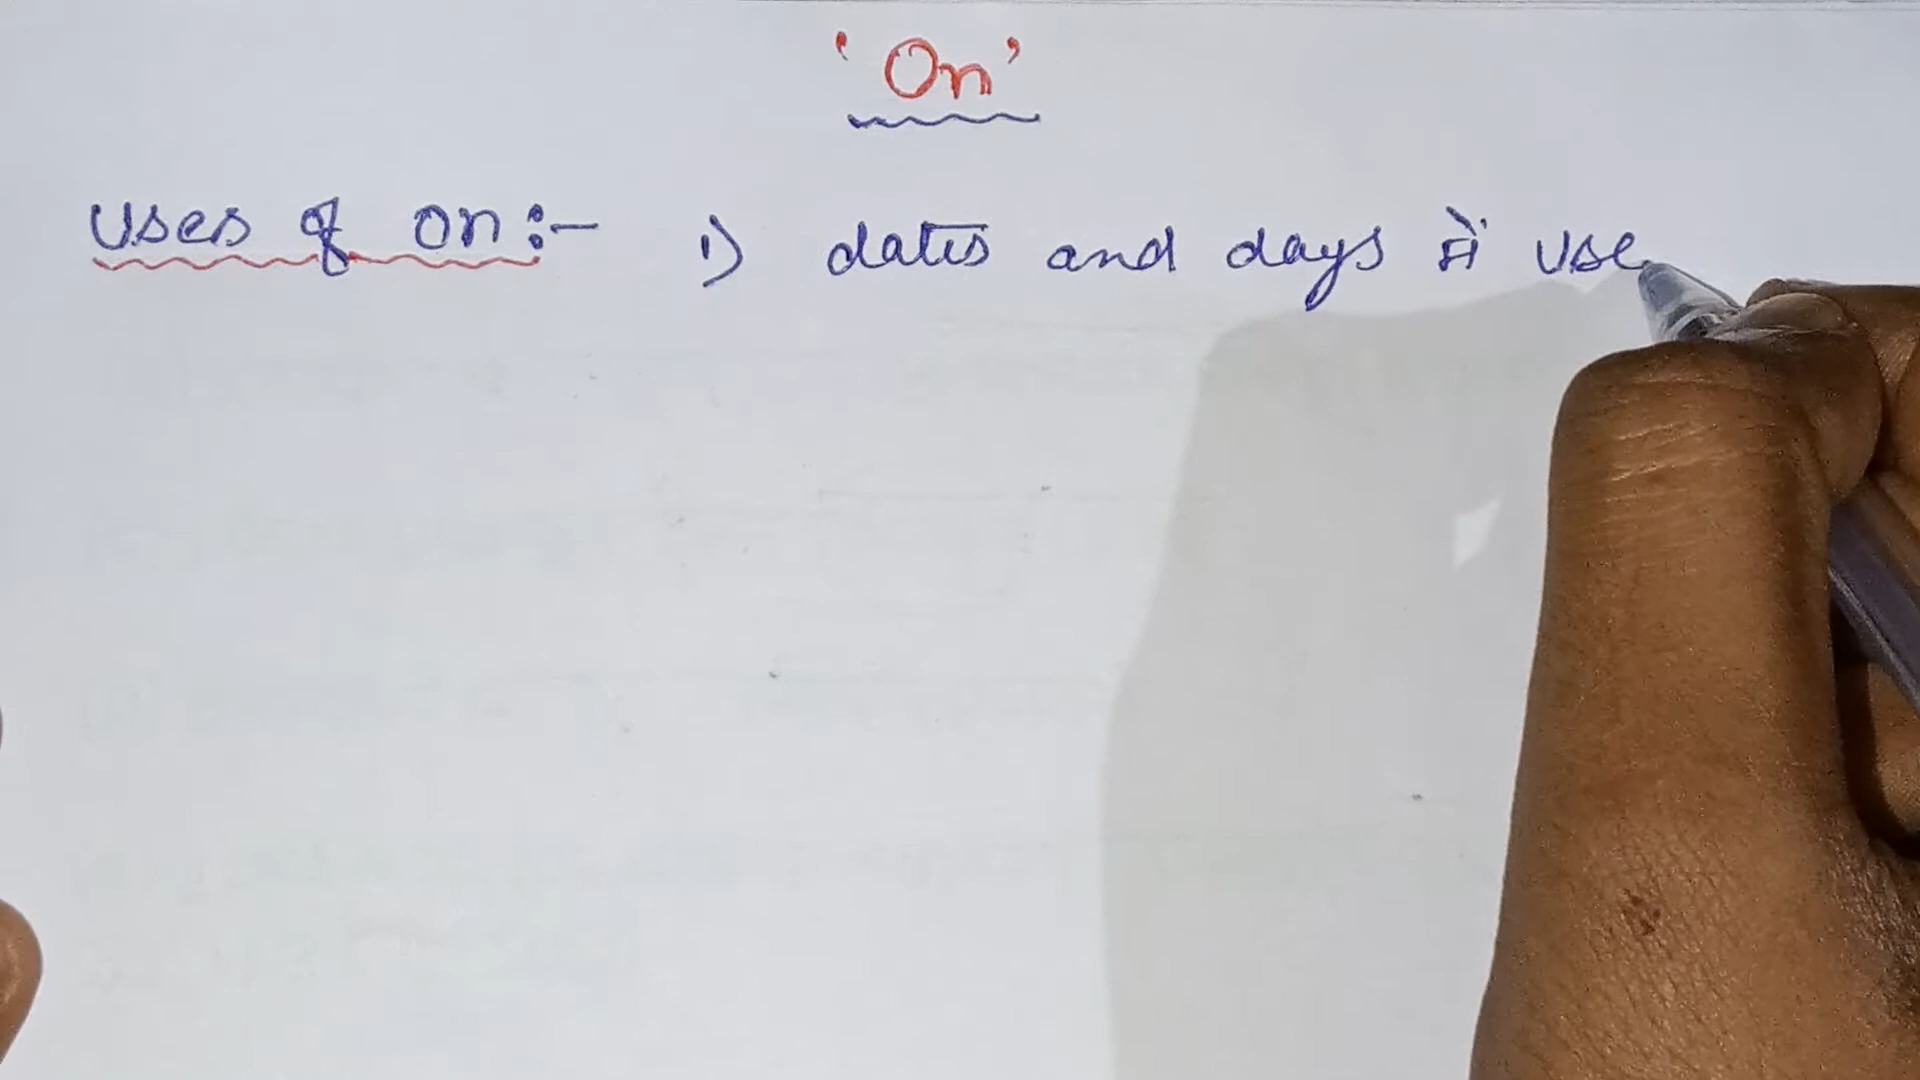 'On'
Uses of on :- 1) dates and days में use